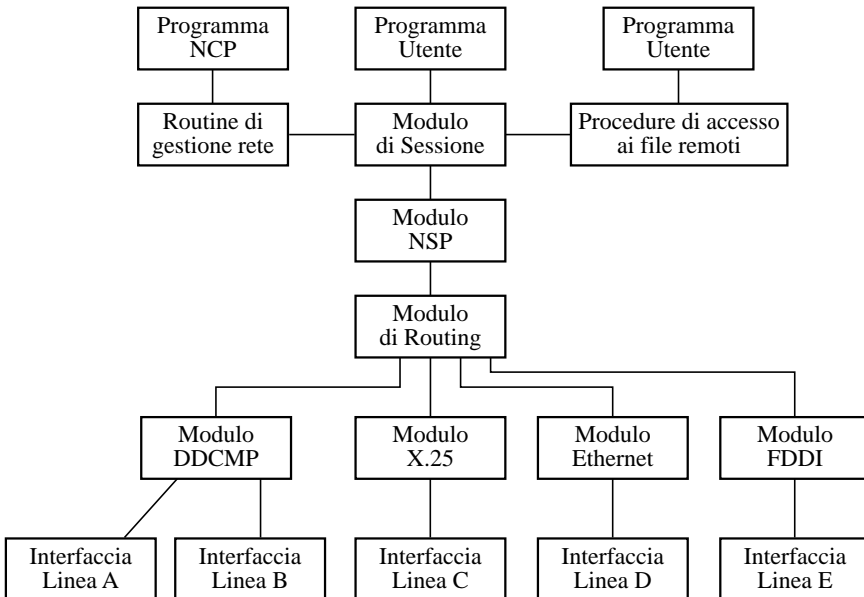 Programma
NCP
Programma
Utente
Programma
Utente
Routine di
gestione rete
Modulo
di Sessione
Procedure di accesso
ai file remoti
Modulo
NSP
Modulo
di Routing
Modulo
DDCMP
Modulo
X.25
Modulo
Ethernet
Modulo
FDDI
Interfaccia
Linea A
Interfaccia
Linea B
Interfaccia
Linea C
Interfaccia
Linea D
Interfaccia
Linea E